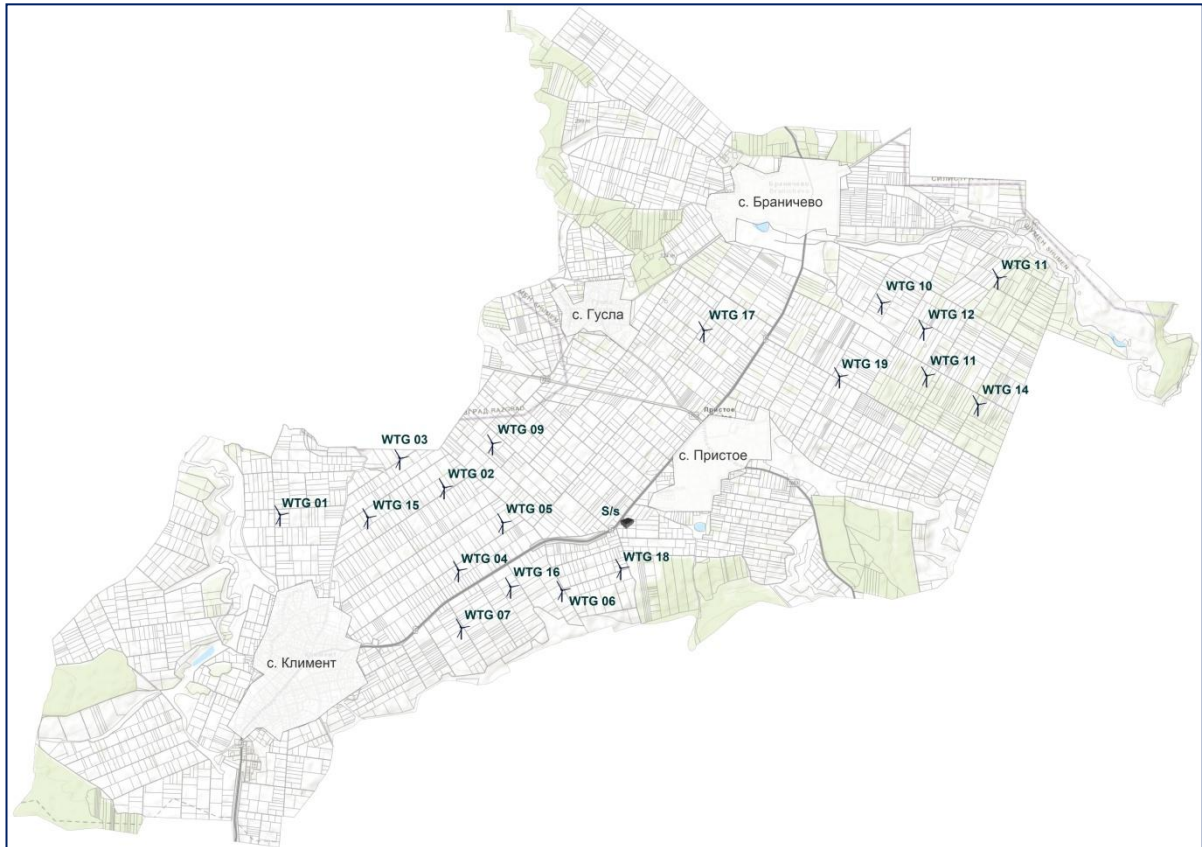 с. Браничево
WTG 11
WTG 10
с. Гусла
WTG 17
WTG 12
WTG 19
WTG 11
WTG 14
Пристое
WTG 09
WTG 03
с. Пристое
WTG 02
WTG 01
WTG 15
WTG 05
S/s
WTG 04
WTG 18
WTG 16
WTG 06
WTG 07
с. Климент